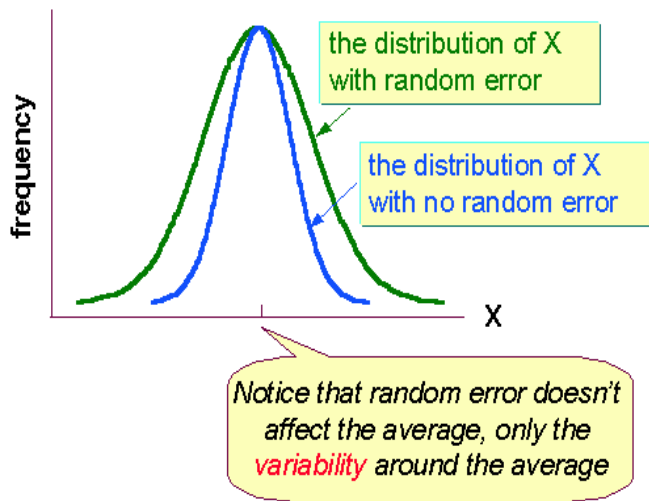 the distribution of X
with random error
the distribution of X
with no random error
frequency
X
Notice that random error doesn't
affect the average, only the
variability around the average